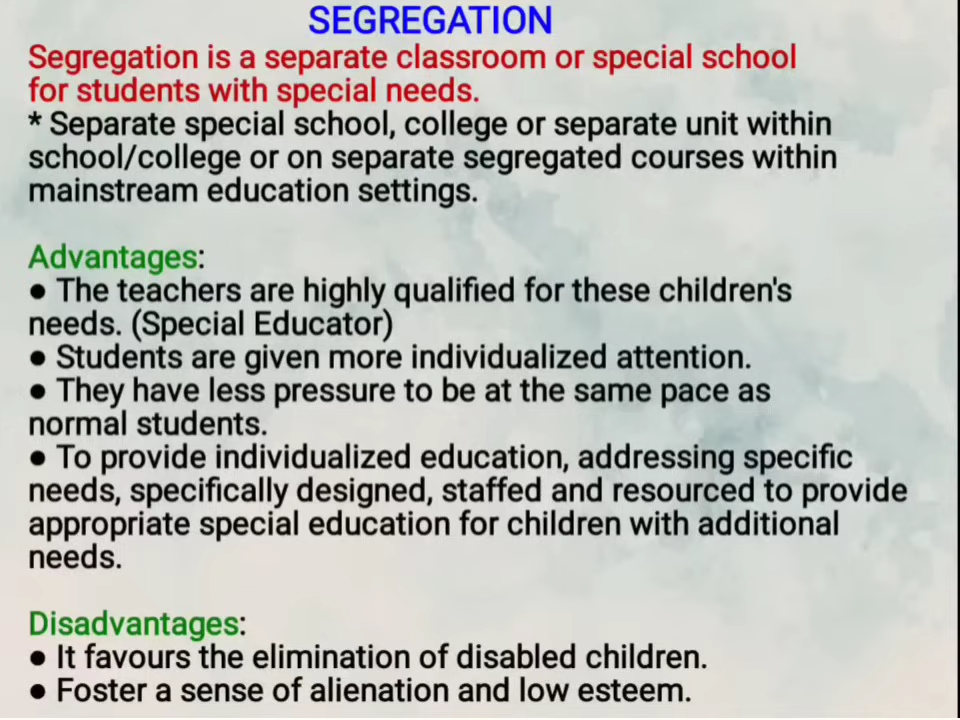 SEGREGATION
Segregation is a separate classroom or special school
for students with special needs.
* Separate special school, college or separate unit within
school/college or on separate segregated courses within
mainstream education settings.
Advantages:
● The teachers are highly qualified for these children's
needs. (Special Educator)
● Students are given more individualized attention.
● They have less pressure to be at the same pace as
normal students.
● To provide individualized education, addressing specific
needs, specifically designed, staffed and resourced to provide
appropriate special education for children with additional
needs.
Disadvantages:
● It favours the elimination of disabled children.
● Foster a sense of alienation and low esteem.